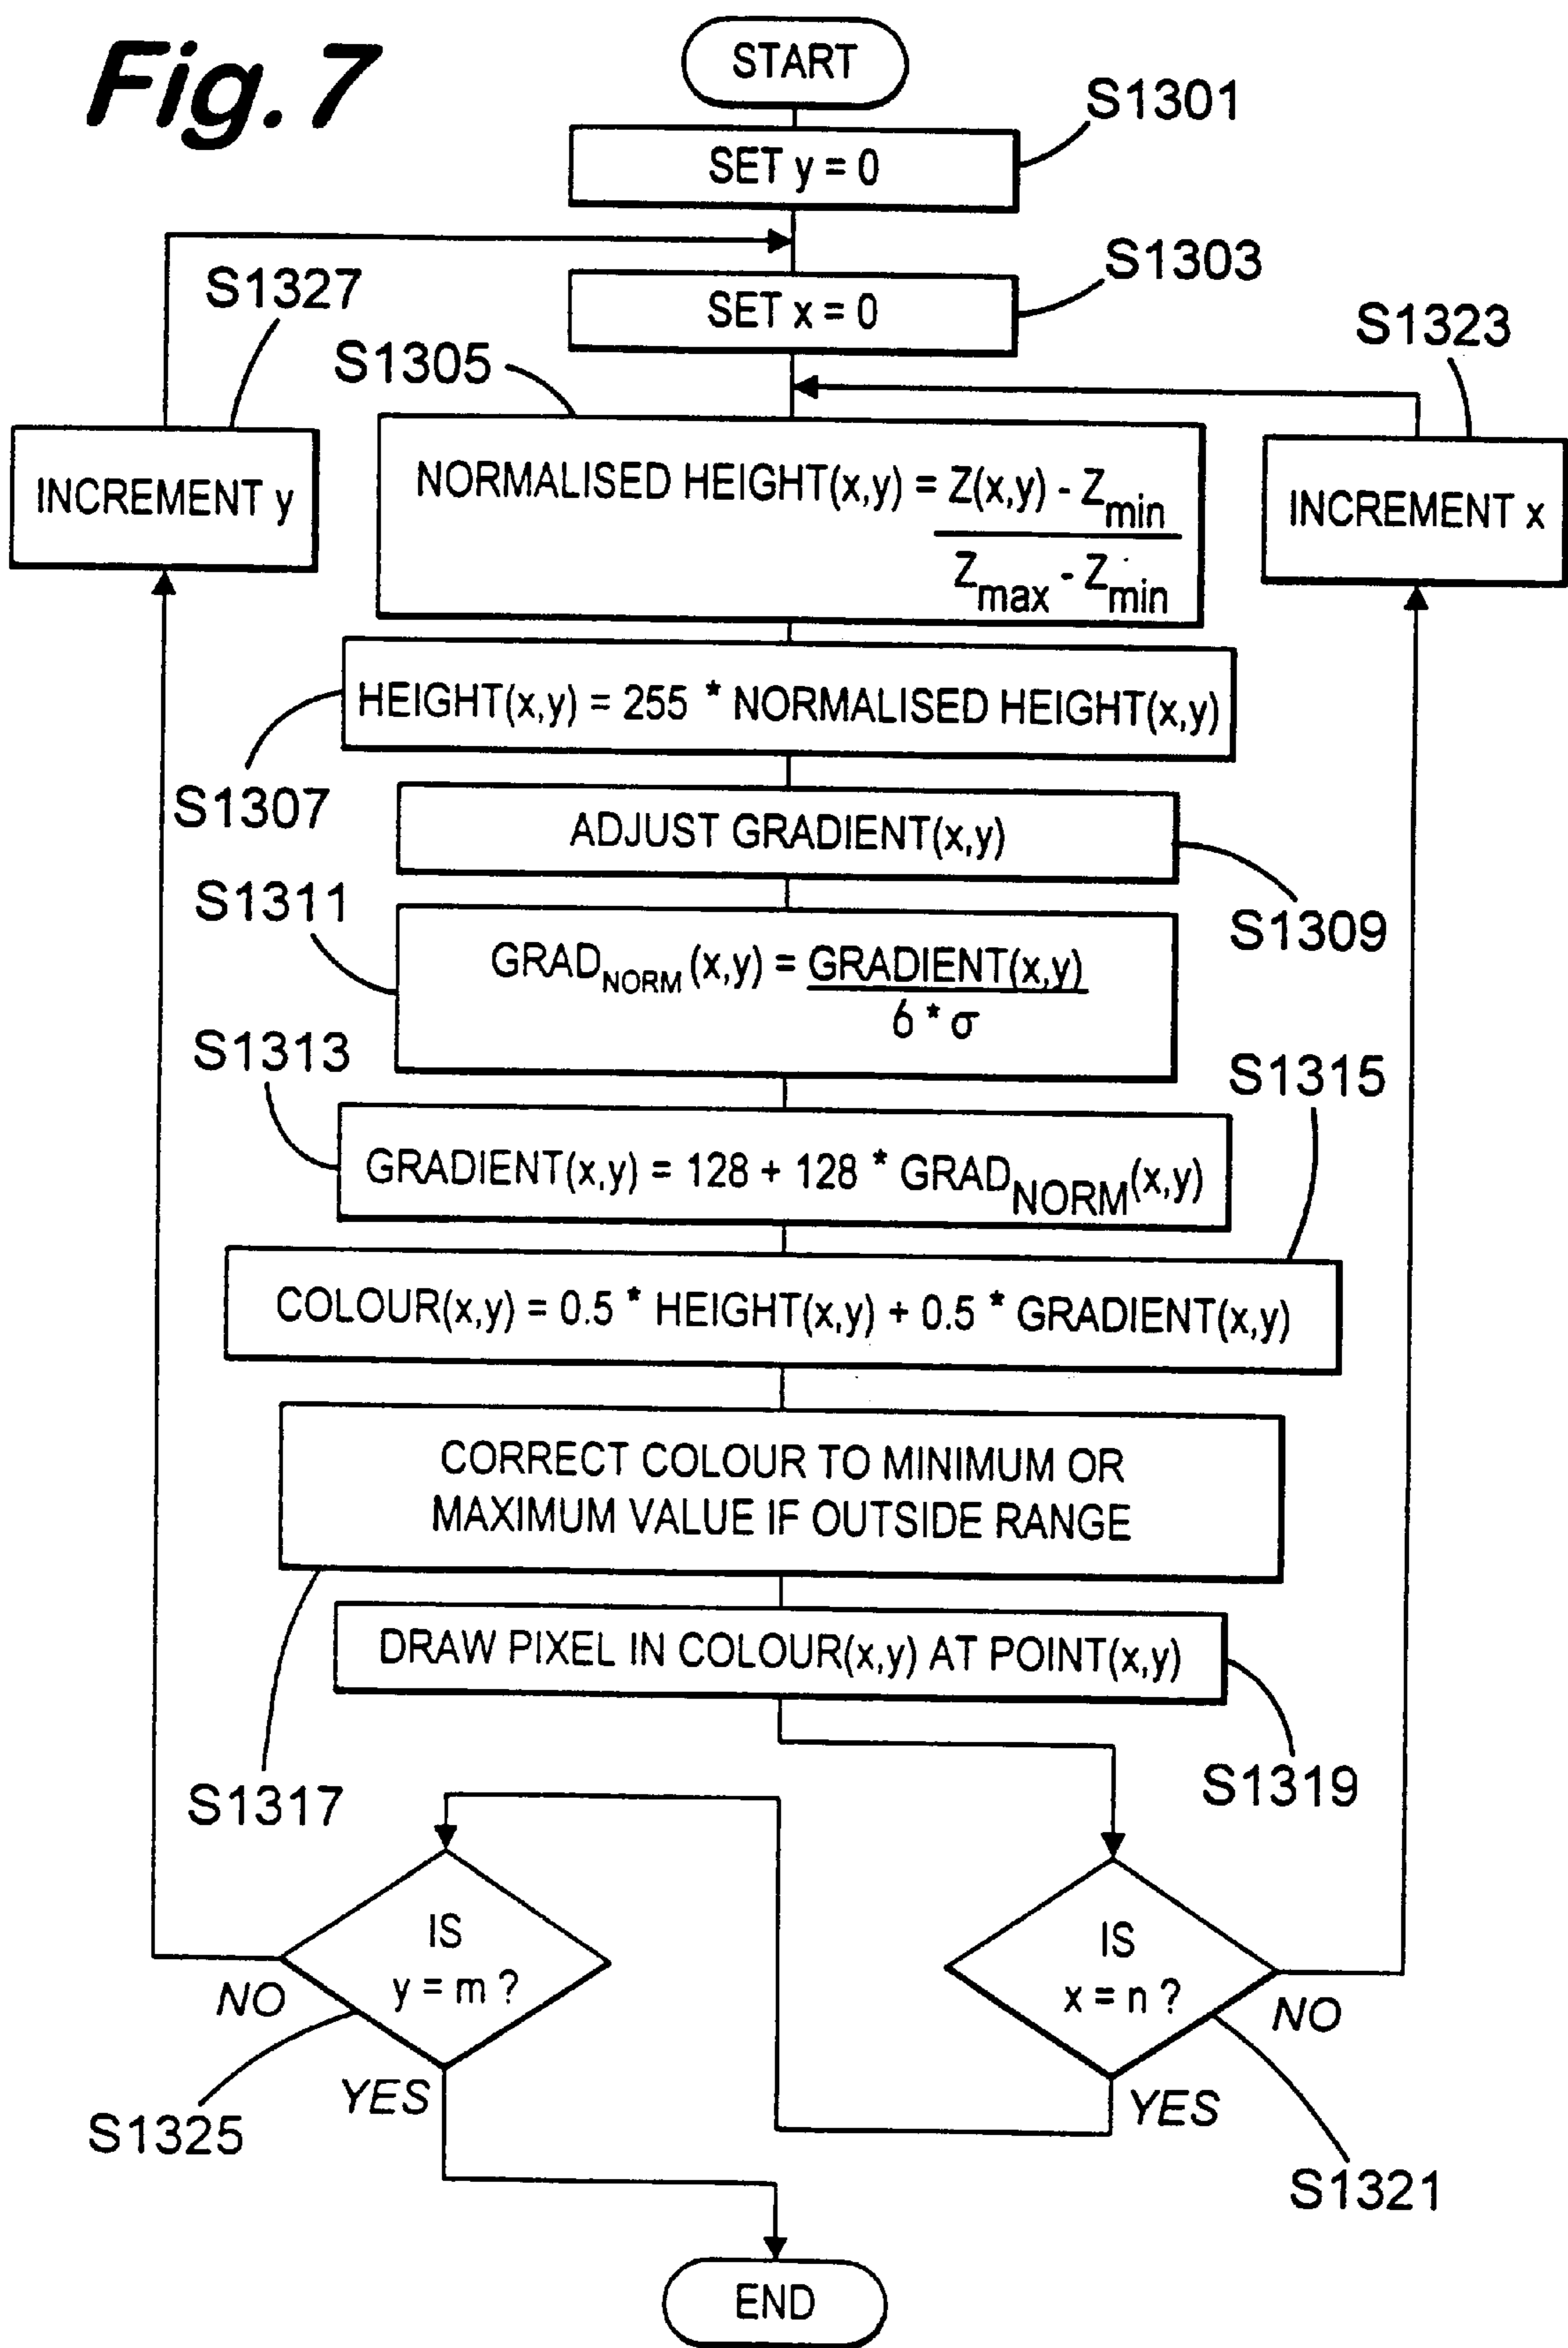 Fig.7
START
S1301
SET y = 0
S1303
SET x = 0
S1327
S1323
S1305
INCREMENT y
NORMALISED HEIGHT(x,y) = Z(x,y) - Zmin
Zmax - Zmin
INCREMENT x
HEIGHT(x,y) = 255 * NORMALISED HEIGHT(x,y)
S1307
ADJUST GRADIENT(x,y)
S1309
S1311
GRADNORM (x,y) = GRADIENT(x,y)
6 * σ
S1313
S1315
GRADIENT(x,y) = 128 + 128 * GRADNORM(x,y)
COLOUR(x,y) = 0.5 * HEIGHT(x,y) + 0.5 * GRADIENT(x,y)
CORRECT COLOUR TO MINIMUM OR
MAXIMUM VALUE IF OUTSIDE RANGE
S1317
DRAW PIXEL IN COLOUR(x,y) AT POINT(x,y)
S1319
IS
y = m ?
NO
YES
S1325
IS
x = n ?
NO
YES
S1321
END